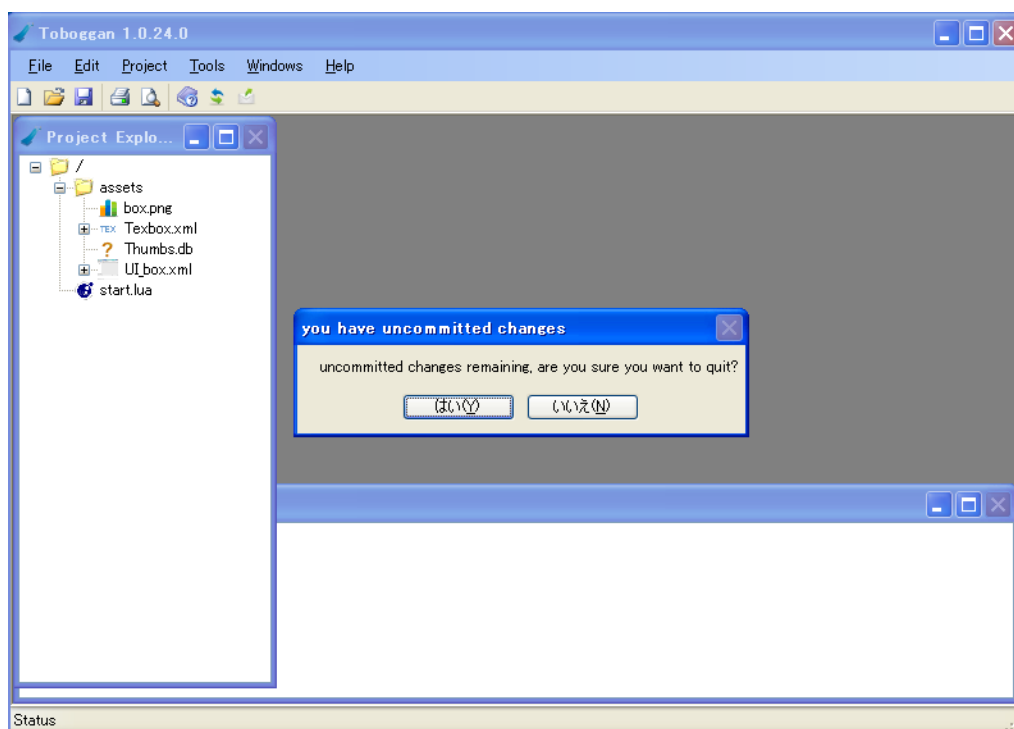 Toboggan 1.0.24.0
File Edit Project Tools Windows Help
Project Explo...
/
assets
box.png
TEX Texbox.xml
? Thumbs.db
UI_box.xml
start.lua
you have uncommitted changes
uncommitted changes remaining, are you sure you want to quit?
はい(Y) いいえ(N)
Status